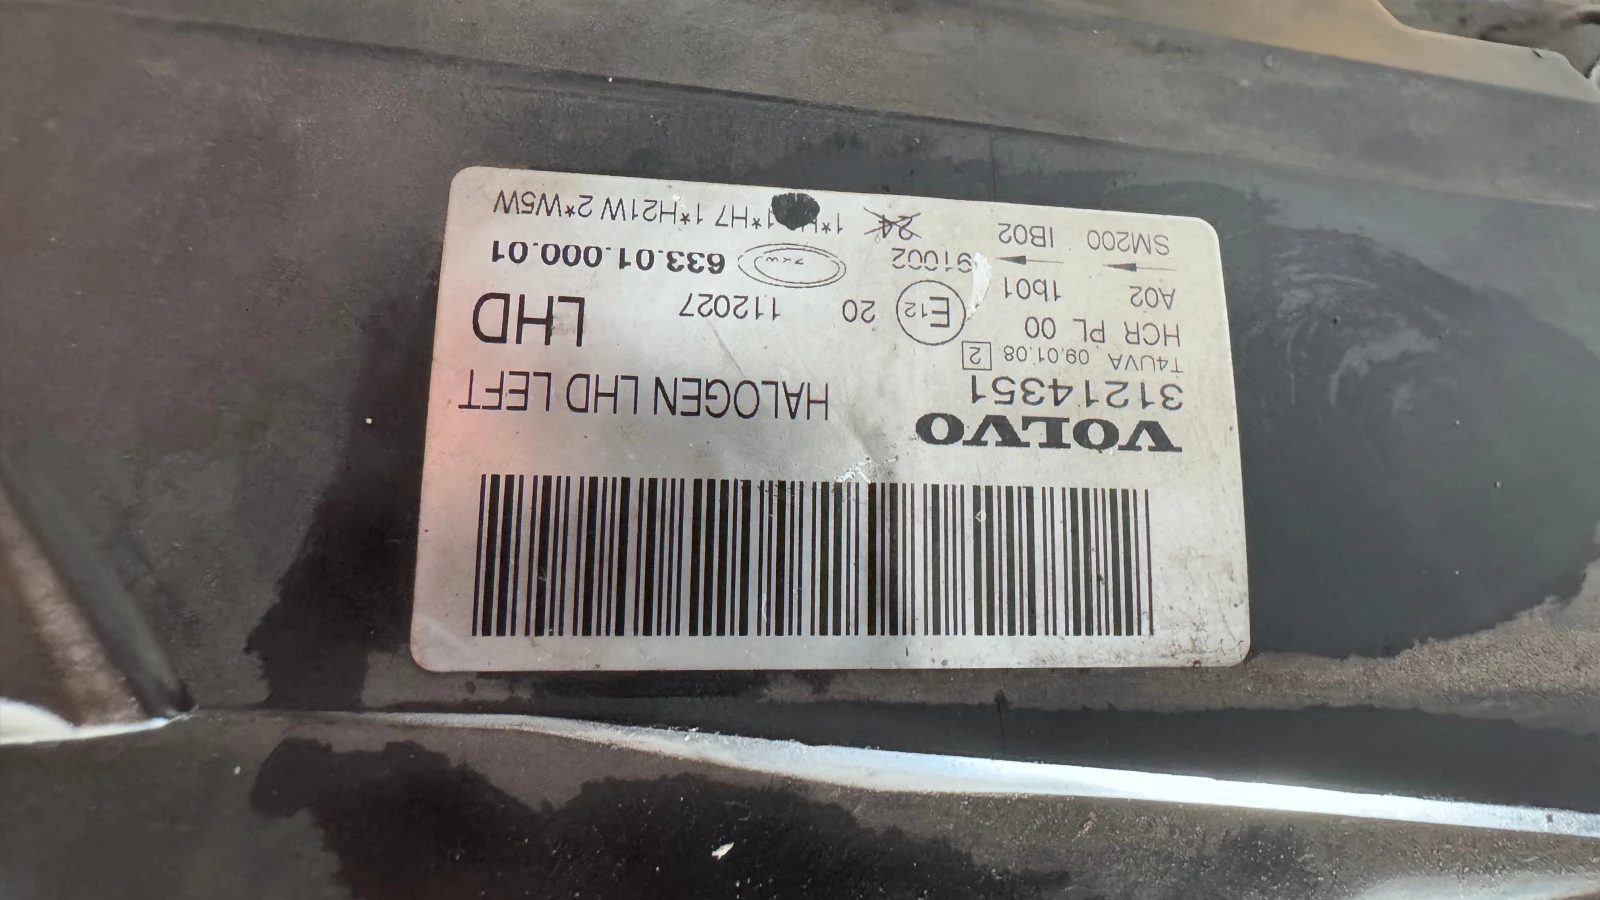 VOLVO
31214351
HALOGEN LHD LEFT
T4UVA 09.01.08 2
HCR PL 00
E12 20 112027 LHD
A02 1b01
91002 ZKW 633.01.000.01
SM200 IB02 24 1*H7 1*H21W 2*W5W